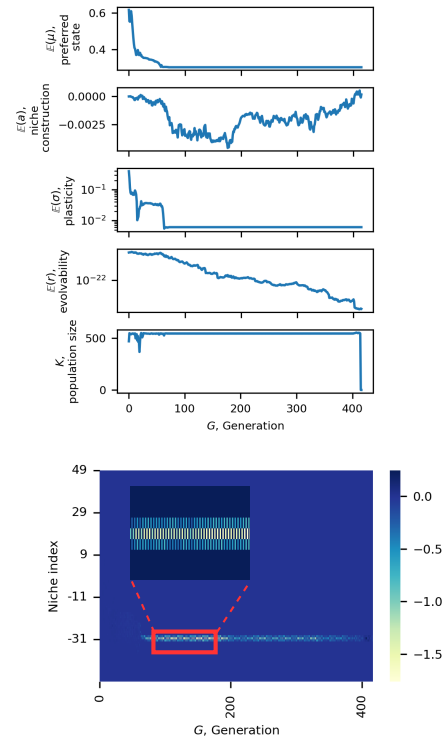 𝔼(μ),
preferred
state
0.6
0.4
𝔼(a),
niche
construction
0.0000
−0.0025
𝔼(σ),
plasticity
10⁻¹
10⁻²
𝔼(r),
evolvability
10⁻²²
K,
population size
500
0
0 100 200 300 400
G, Generation
Niche index
49
29
9
-11
-31
0 200 400
G, Generation
0.0
−0.5
−1.0
−1.5